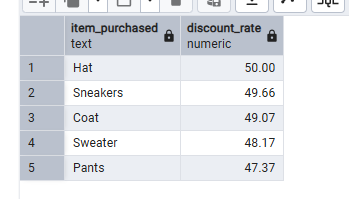 item_purchased discount_rate
text numeric
1 Hat 50.00
2 Sneakers 49.66
3 Coat 49.07
4 Sweater 48.17
5 Pants 47.37